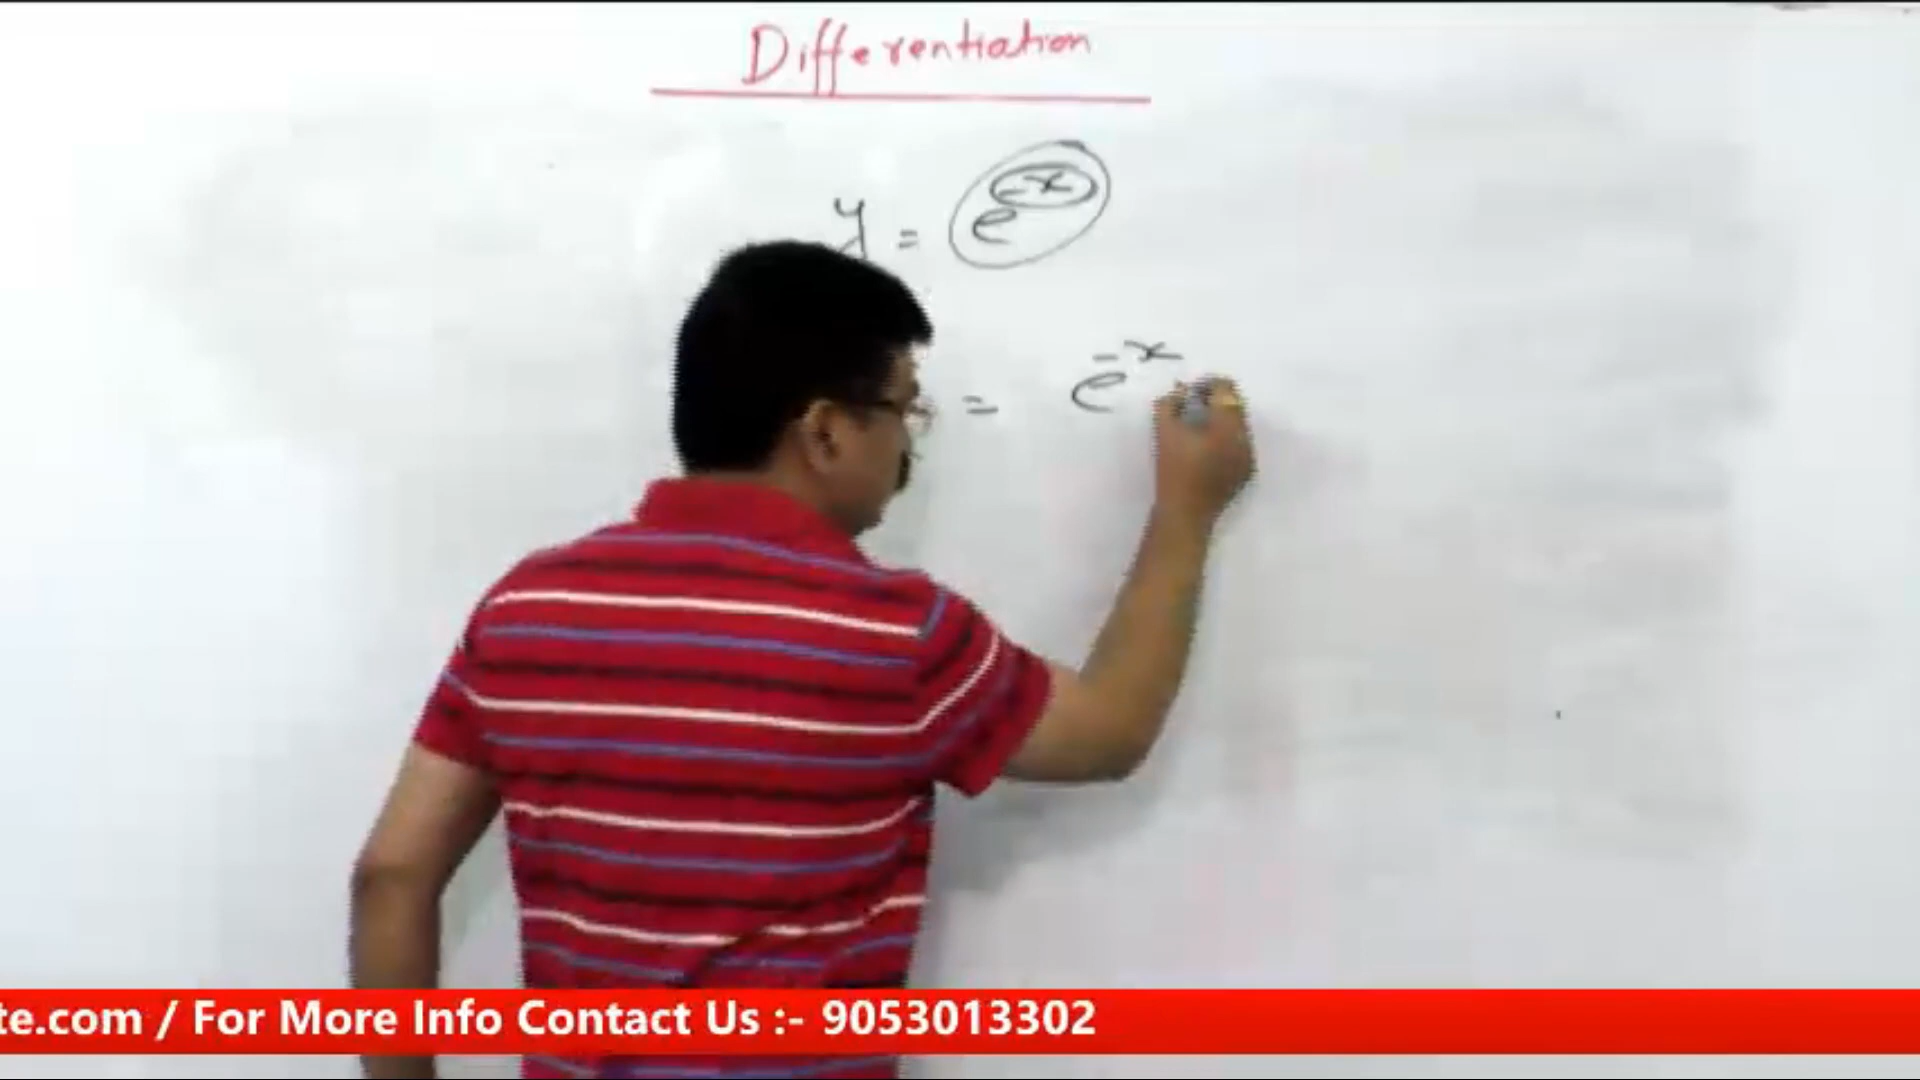 Differentiation
y = e^-x
= e^-x
te.com / For More Info Contact Us :- 9053013302